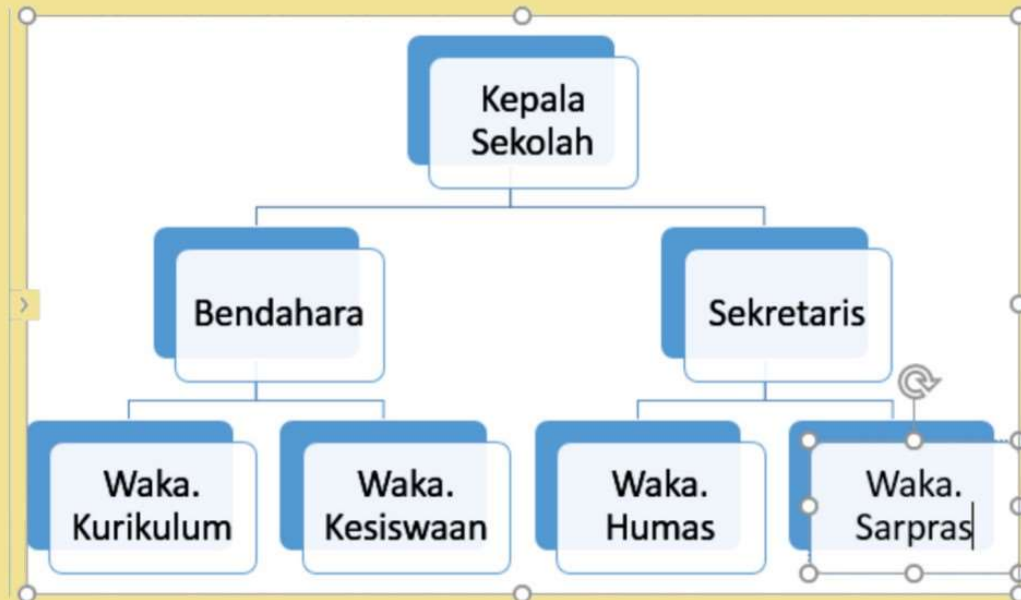 Kepala
Sekolah
Bendahara
Sekretaris
Waka.
Kurikulum
Waka.
Kesiswaan
Waka.
Humas
Waka.
Sarpras